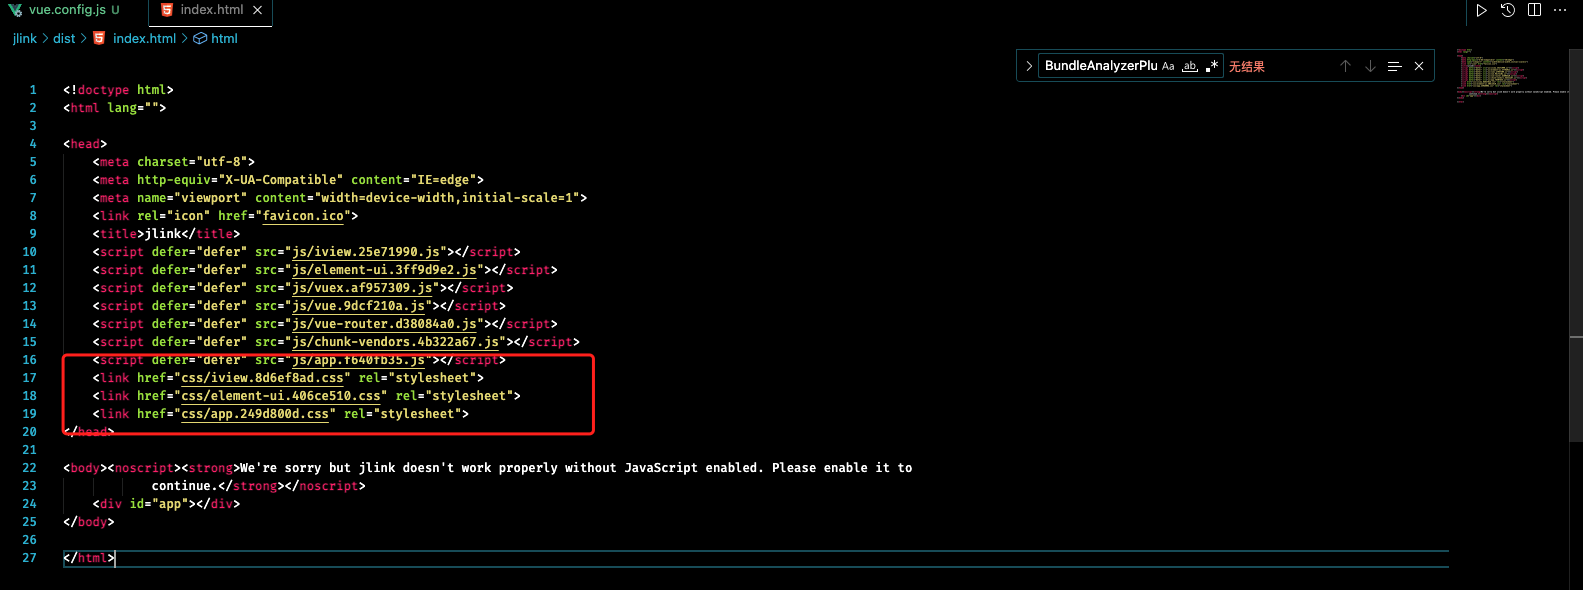 vue.config.js U
index.html
jlink > dist > index.html > html
BundleAnalyzerPlu Aa ab .* 无结果
1 <!doctype html>
2 <html lang="">
3
4 <head>
5 <meta charset="utf-8">
6 <meta http-equiv="X-UA-Compatible" content="IE=edge">
7 <meta name="viewport" content="width=device-width,initial-scale=1">
8 <link rel="icon" href="favicon.ico">
9 <title>jlink</title>
10 <script defer="defer" src="js/iview.25e71990.js"></script>
11 <script defer="defer" src="js/element-ui.3ff9d9e2.js"></script>
12 <script defer="defer" src="js/vuex.af957309.js"></script>
13 <script defer="defer" src="js/vue.9dcf210a.js"></script>
14 <script defer="defer" src="js/vue-router.d38084a0.js"></script>
15 <script defer="defer" src="js/chunk-vendors.4b322a67.js"></script>
16 <script defer="defer" src="js/app.f640fb35.js"></script>
17 <link href="css/iview.8d6ef8ad.css" rel="stylesheet">
18 <link href="css/element-ui.406ce510.css" rel="stylesheet">
19 <link href="css/app.249d800d.css" rel="stylesheet">
20 </head>
21
22 <body><noscript><strong>We're sorry but jlink doesn't work properly without JavaScript enabled. Please enable it to
23 continue.</strong></noscript>
24 <div id="app"></div>
25 </body>
26
27 </html>